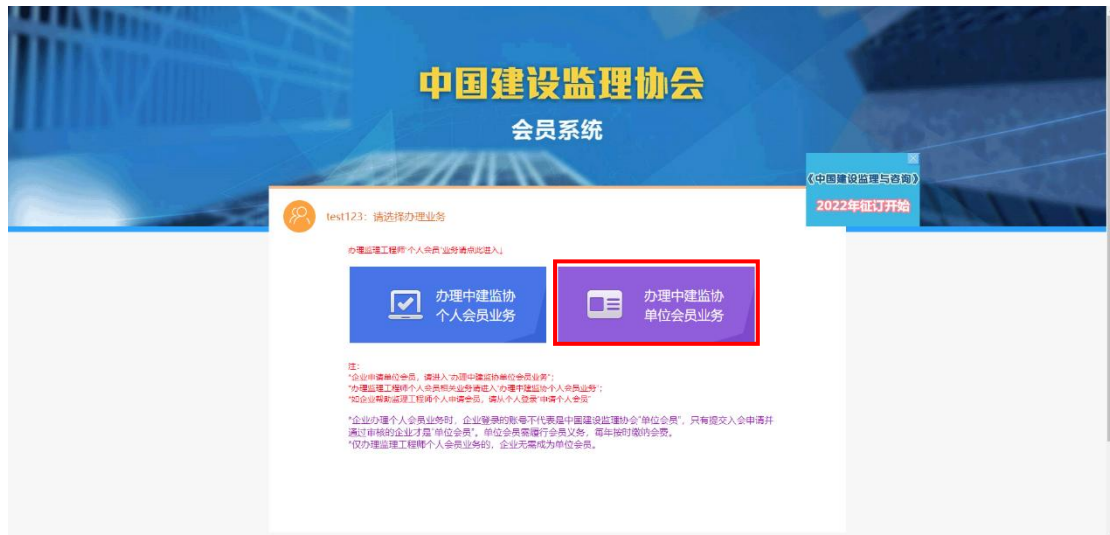 中国建设监理协会
会员系统
《中国建设监理与咨询》
2022年征订开始
test123：请选择办理业务
办理监理工程师“个人会员”业务请点此进入↓
办理中建监协
个人会员业务
办理中建监协
单位会员业务
注：
*企业申请单位会员，请进入“办理中建监协单位会员业务”；
*办理监理工程师个人会员相关业务请进入“办理中建监协个人会员业务”；
*如企业帮助监理工程师个人申请会员，请从个人登录“申请个人会员”
*企业办理个人会员业务时，企业登录的账号不代表是中国建设监理协会“单位会员”，只有提交入会申请并
通过审核的企业才是“单位会员”。单位会员需履行会员义务，每年按时缴纳会费。
*仅办理监理工程师个人会员业务的，企业无需成为单位会员。